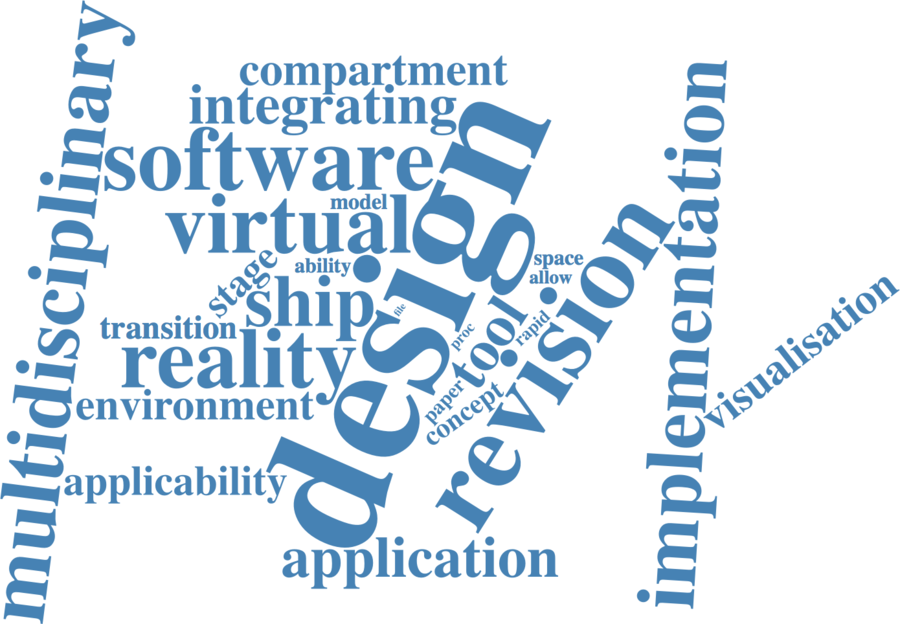 multidisciplinary
compartment
integrating
software
design
model
virtual
ability
stage
ship
file
space
allow
transition
reality
proc
tool
rapid
revision
environment
paper
concept
applicability
application
implementation
visualisation